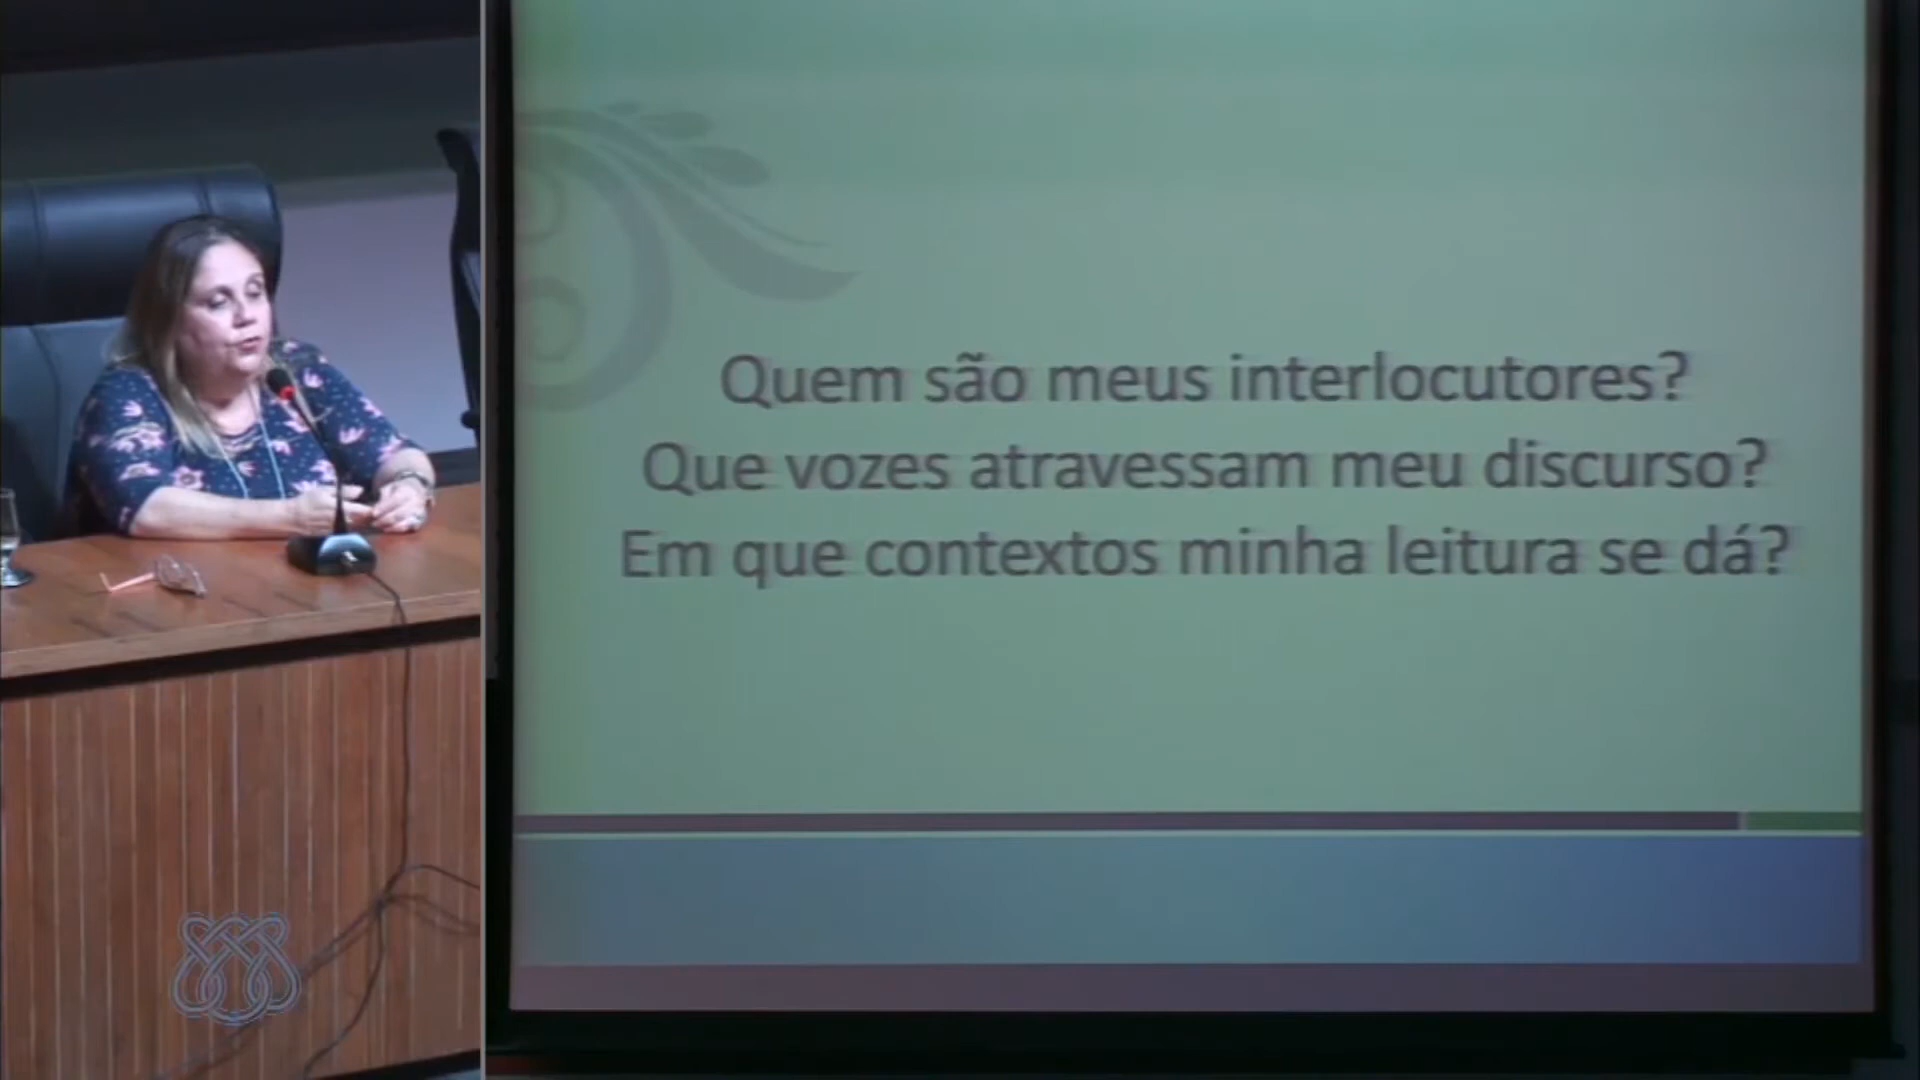 Quem são meus interlocutores?
Que vozes atravessam meu discurso?
Em que contextos minha leitura se dá?